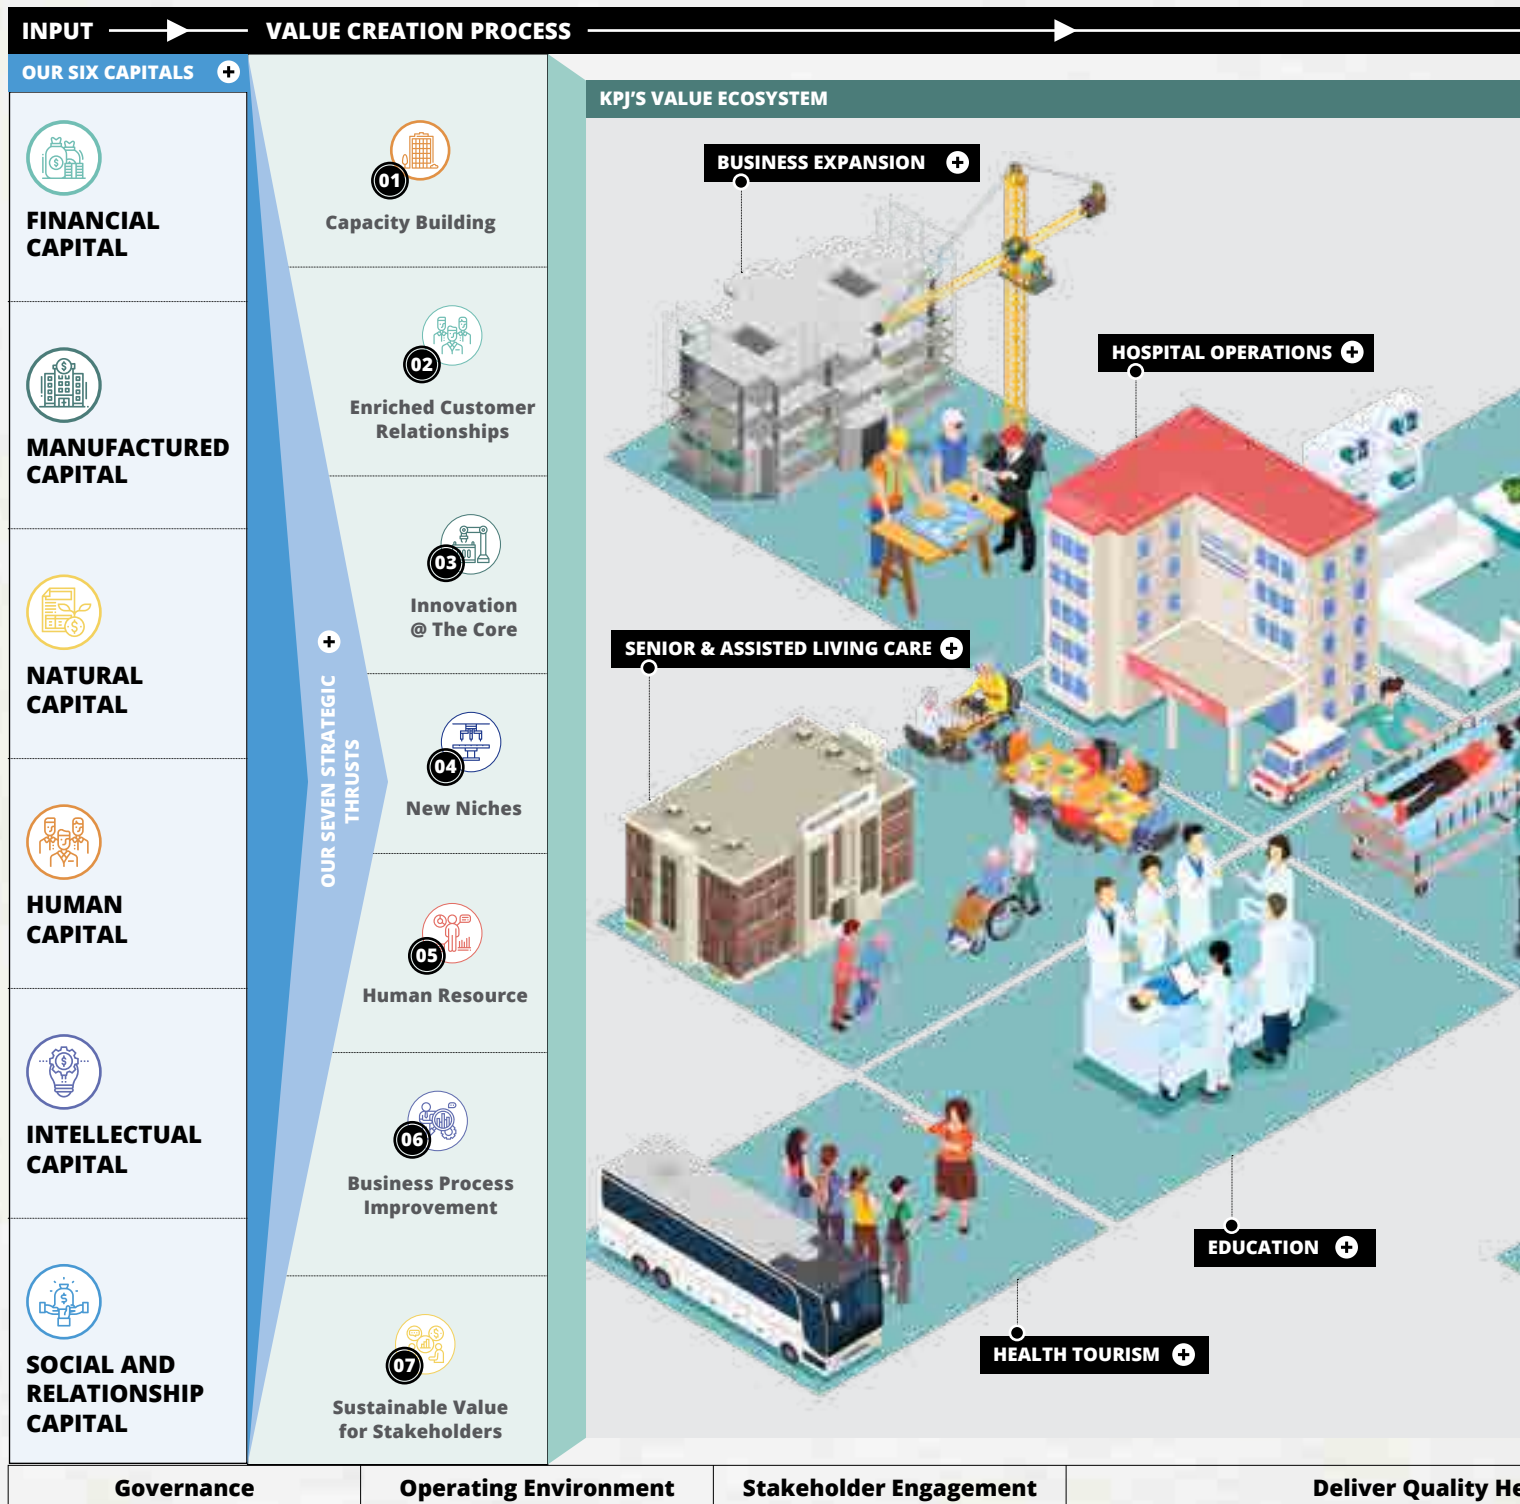 INPUT
VALUE CREATION PROCESS
OUR SIX CAPITALS
FINANCIAL
CAPITAL
MANUFACTURED
CAPITAL
NATURAL
CAPITAL
HUMAN
CAPITAL
INTELLECTUAL
CAPITAL
SOCIAL AND
RELATIONSHIP
CAPITAL
OUR SEVEN STRATEGIC
THRUSTS
01
Capacity Building
02
Enriched Customer
Relationships
03
Innovation
@ The Core
04
New Niches
05
Human Resource
06
Business Process
Improvement
07
Sustainable Value
for Stakeholders
KPJ'S VALUE ECOSYSTEM
BUSINESS EXPANSION
HOSPITAL OPERATIONS
SENIOR & ASSISTED LIVING CARE
EDUCATION
HEALTH TOURISM
Governance
Operating Environment
Stakeholder Engagement
Deliver Quality He